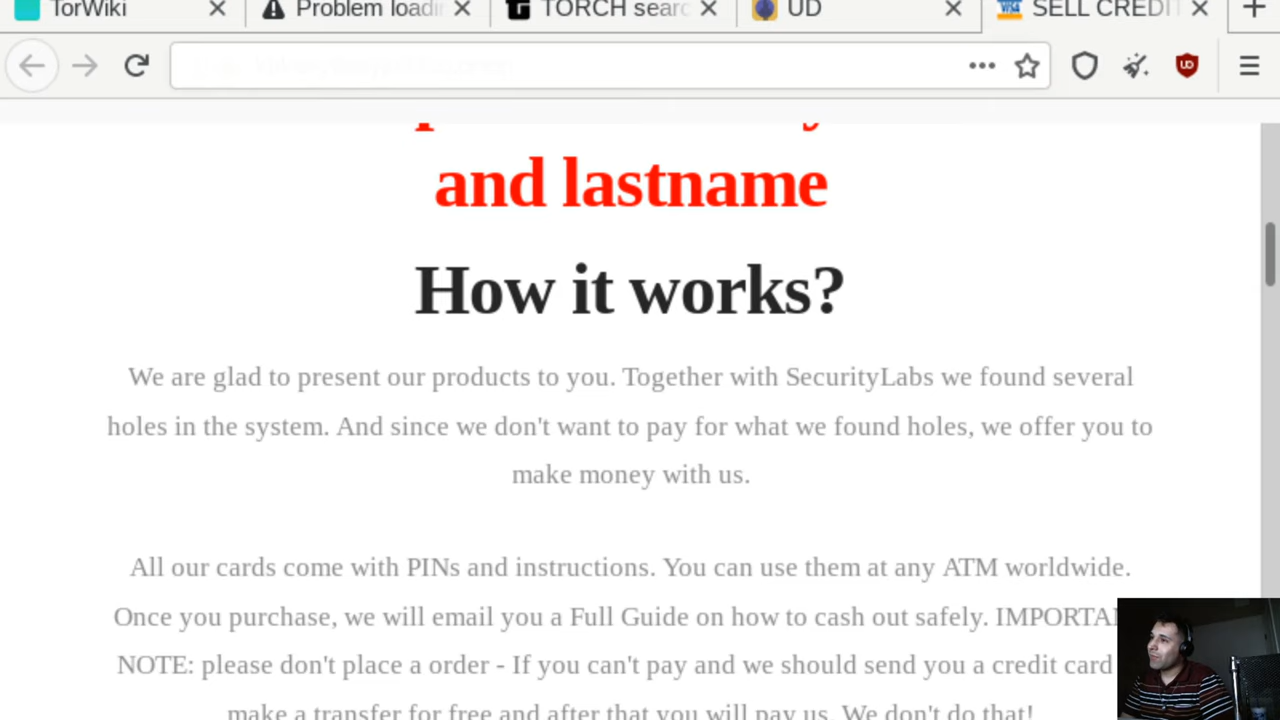 TorWiki
Problem loadin
TORCH searc
UD
SELL CREDIT
and lastname
How it works?
We are glad to present our products to you. Together with SecurityLabs we found several
holes in the system. And since we don't want to pay for what we found holes, we offer you to
make money with us.
All our cards come with PINs and instructions. You can use them at any ATM worldwide.
Once you purchase, we will email you a Full Guide on how to cash out safely. IMPORTAN
NOTE: please don't place a order - If you can't pay and we should send you a credit card
make a transfer for free and after that you will pay us. We don't do that!